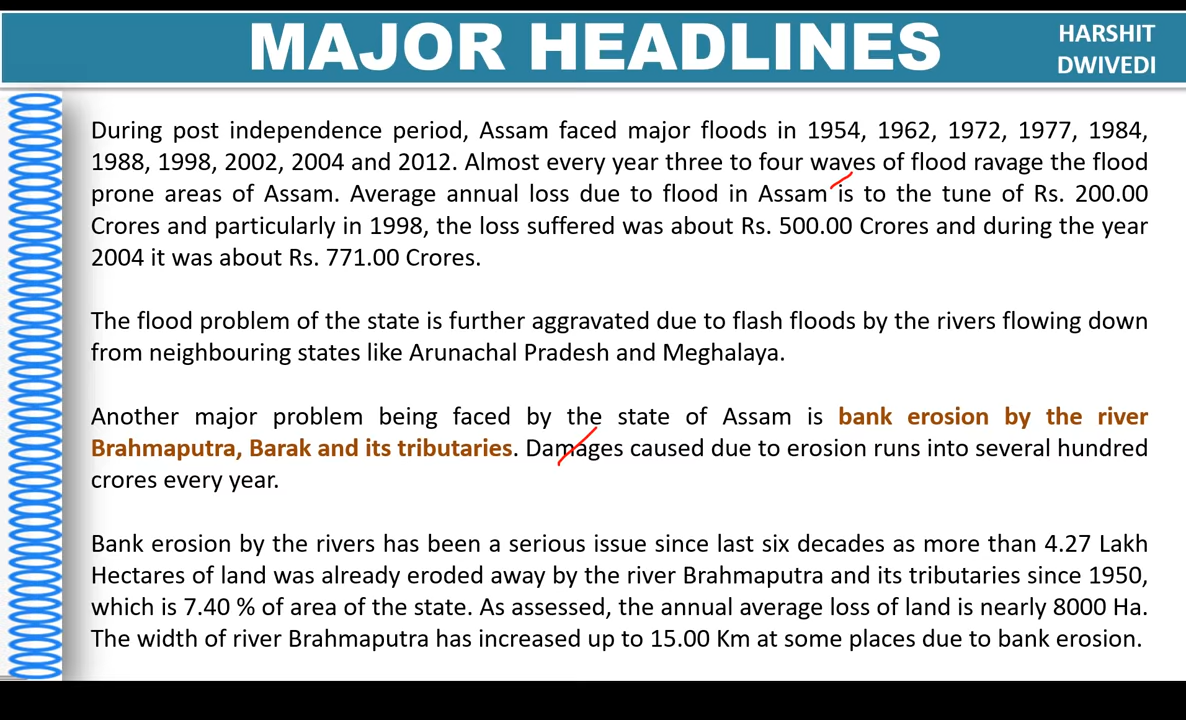 MAJOR HEADLINES
HARSHIT
DWIVEDI
During post independence period, Assam faced major floods in 1954, 1962, 1972, 1977, 1984,
1988, 1998, 2002, 2004 and 2012. Almost every year three to four waves of flood ravage the flood
prone areas of Assam. Average annual loss due to flood in Assam is to the tune of Rs. 200.00
Crores and particularly in 1998, the loss suffered was about Rs. 500.00 Crores and during the year
2004 it was about Rs. 771.00 Crores.
The flood problem of the state is further aggravated due to flash floods by the rivers flowing down
from neighbouring states like Arunachal Pradesh and Meghalaya.
Another major problem being faced by the state of Assam is bank erosion by the river
Brahmaputra, Barak and its tributaries. Damages caused due to erosion runs into several hundred
crores every year.
Bank erosion by the rivers has been a serious issue since last six decades as more than 4.27 Lakh
Hectares of land was already eroded away by the river Brahmaputra and its tributaries since 1950,
which is 7.40 % of area of the state. As assessed, the annual average loss of land is nearly 8000 Ha.
The width of river Brahmaputra has increased up to 15.00 Km at some places due to bank erosion.